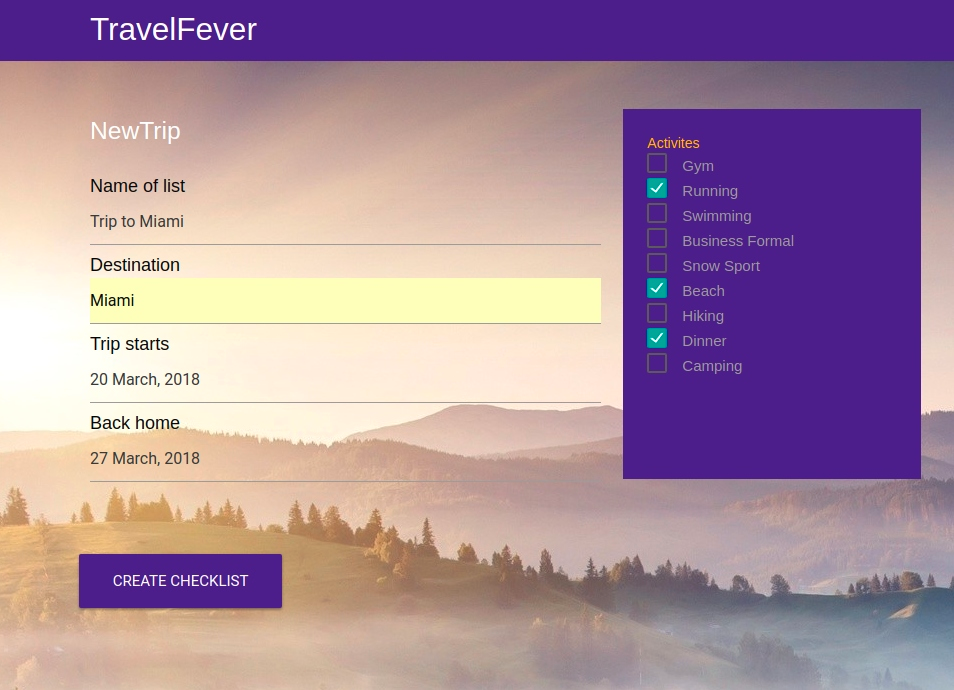 TravelFever
NewTrip
Name of list
Trip to Miami
Destination
Miami
Trip starts
20 March, 2018
Back home
27 March, 2018
CREATE CHECKLIST
Activites
Gym
Running
Swimming
Business Formal
Snow Sport
Beach
Hiking
Dinner
Camping